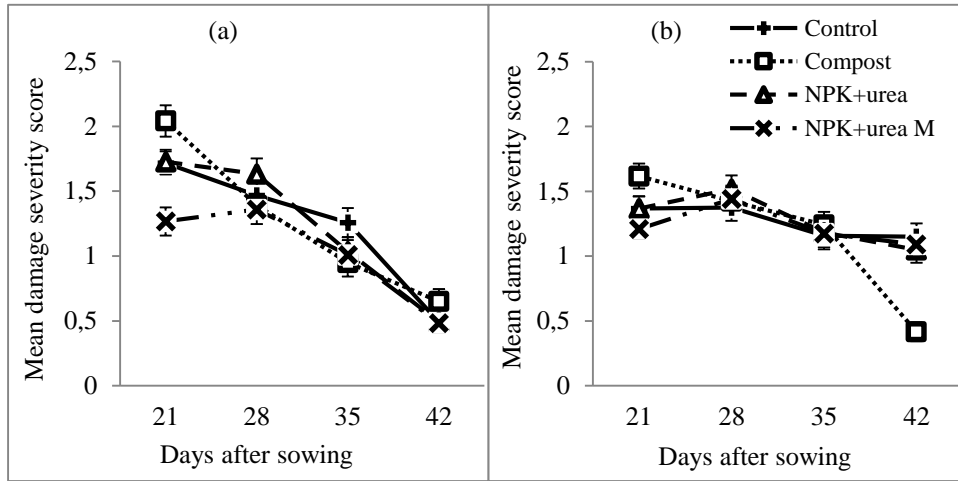 (a)
Mean damage severity score
2,5
2
1,5
1
0,5
0
21 28 35 42
Days after sowing
(b)
Control
Compost
NPK+urea
NPK+urea M
Mean damage severity score
2,5
2
1,5
1
0,5
0
21 28 35 42
Days after sowing